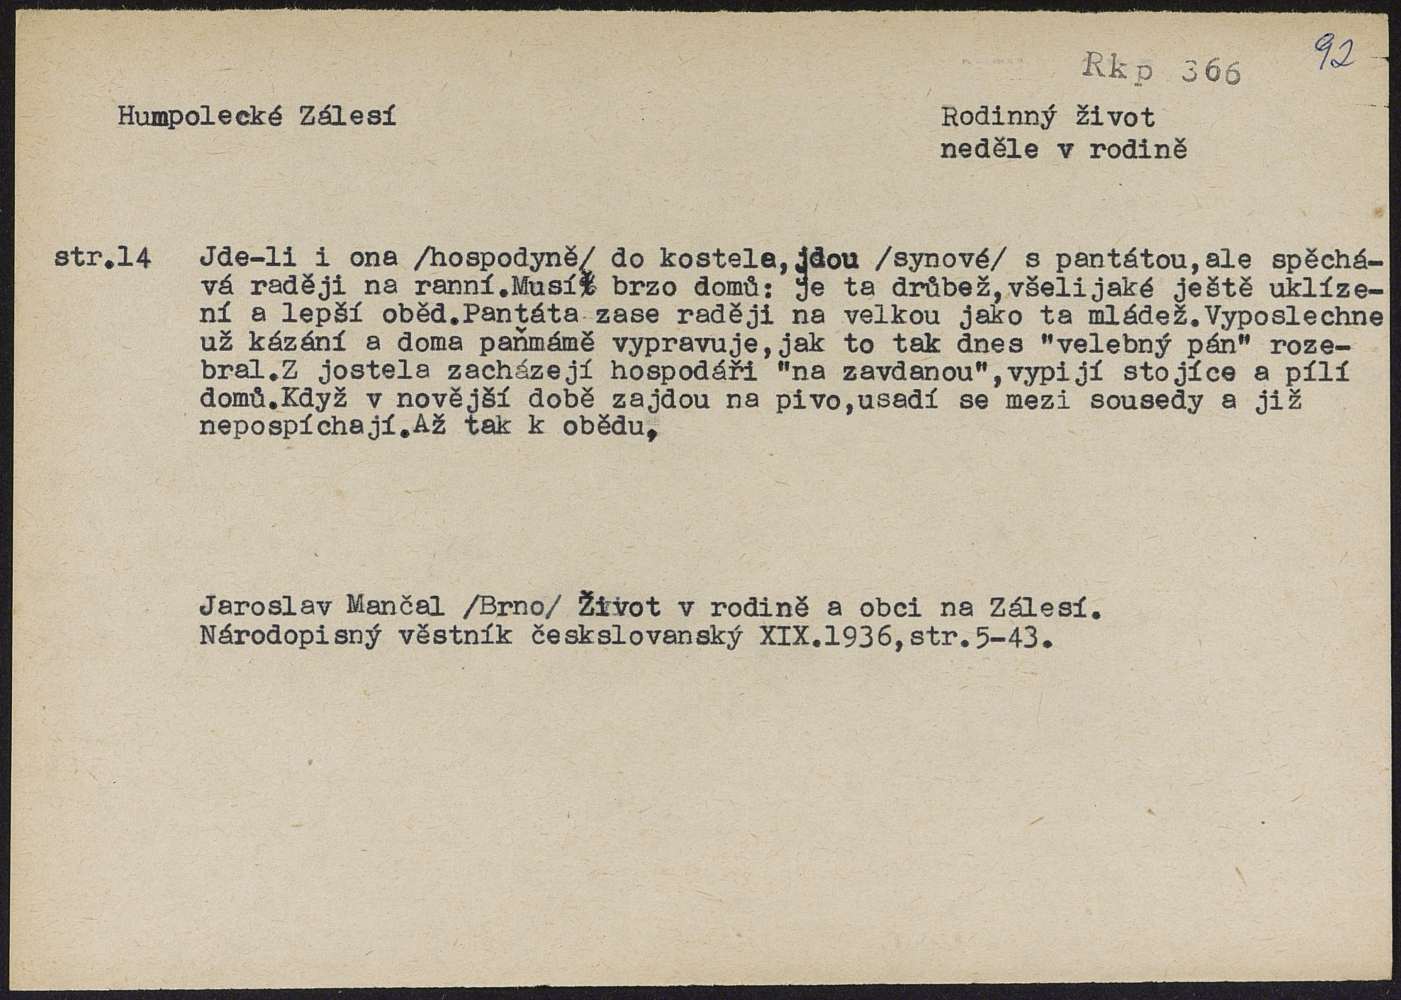 92
Rkp 366
Humpolecké Zálesí
Rodinný život
neděle v rodině
str.14 Jde-li i ona /hospodyně/ do kostela,jdou /synové/ s pantátou,ale spěchá-
vá raději na ranní.Musíť brzo domů: je ta drůbež,všelijaké ještě uklíze-
ní a lepší oběd.Pantáta zase raději na velkou jako ta mládež.Vyposlechne
už kázání a doma paňmámě vypravuje,jak to tak dnes "velebný pán" roze-
bral.Z jostela zacházejí hospodáři "na zavdanou",vypijí stojíce a pílí
domů.Když v novější době zajdou na pivo,usadí se mezi sousedy a již
nepospíchají.Až tak k obědu,
Jaroslav Mančal /Brno/ Život v rodině a obci na Zálesí.
Národopisný věstník českslovanský XIX.1936,str.5-43.